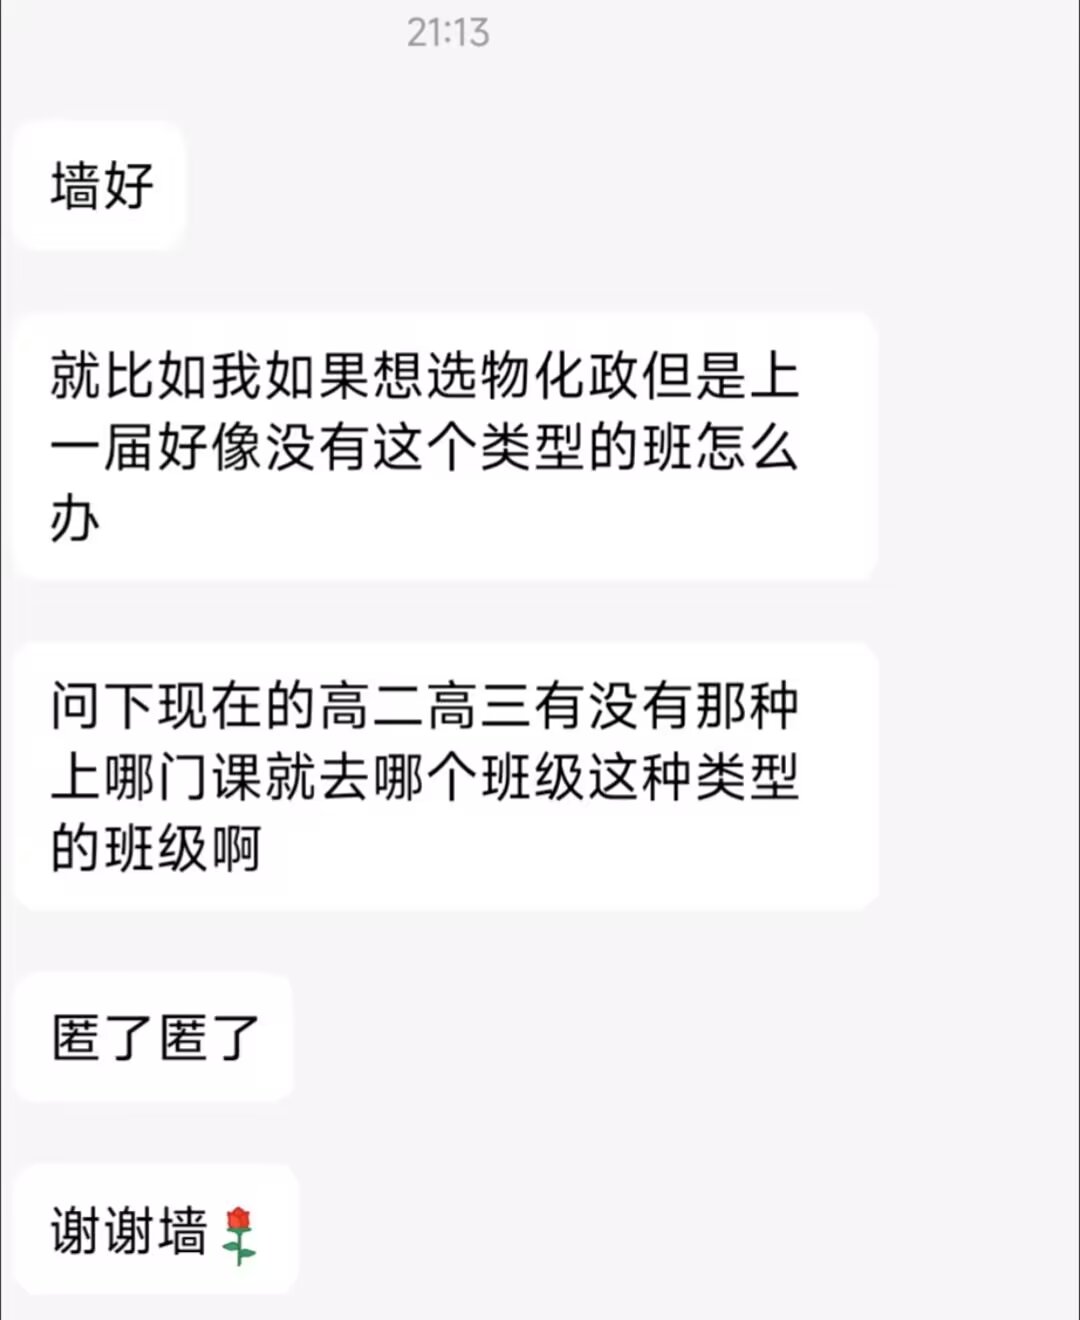 21:13
墙好
就比如我如果想选物化政但是上
一届好像没有这个类型的班怎么
办
问下现在的高二高三有没有那种
上哪门课就去哪个班级这种类型
的班级啊
匿了匿了
谢谢墙🌹